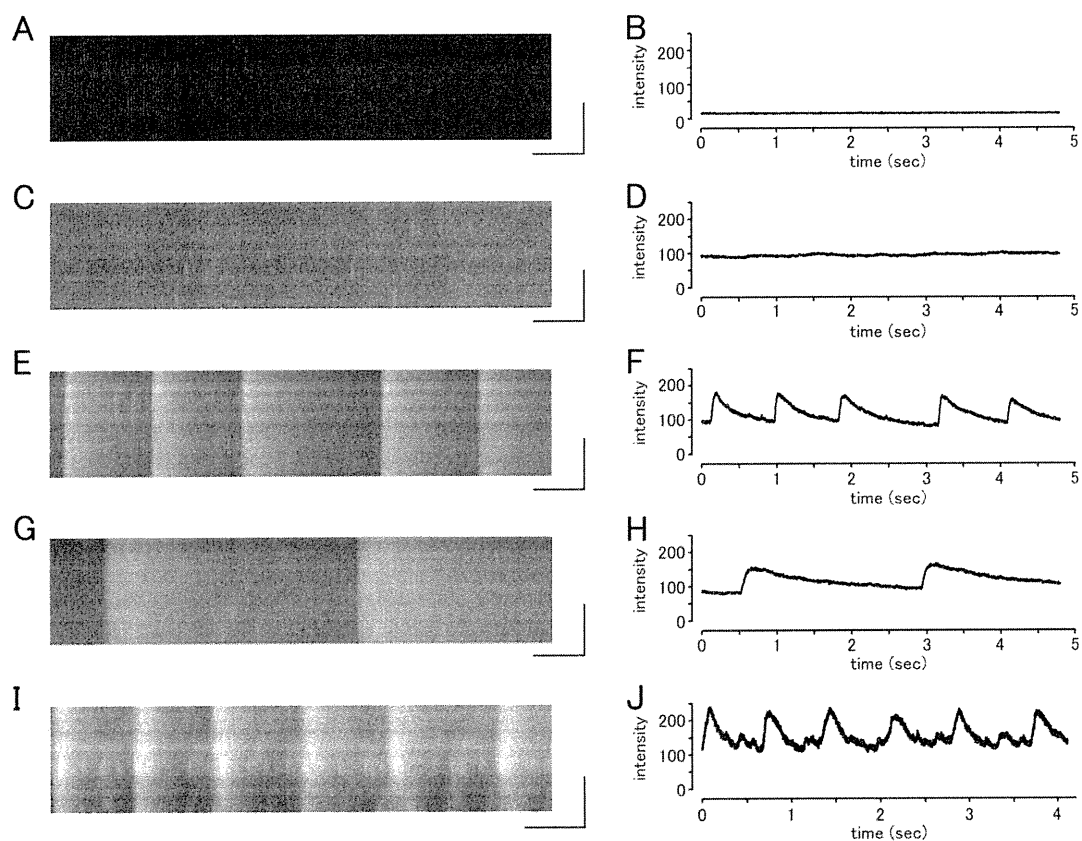 A
B
intensity
200
100
0
0 1 2 3 4 5
time (sec)
C
D
intensity
200
100
0
0 1 2 3 4 5
time (sec)
E
F
intensity
200
100
0
0 1 2 3 4 5
time (sec)
G
H
intensity
200
100
0
0 1 2 3 4 5
time (sec)
I
J
intensity
200
100
0
0 1 2 3 4
time (sec)